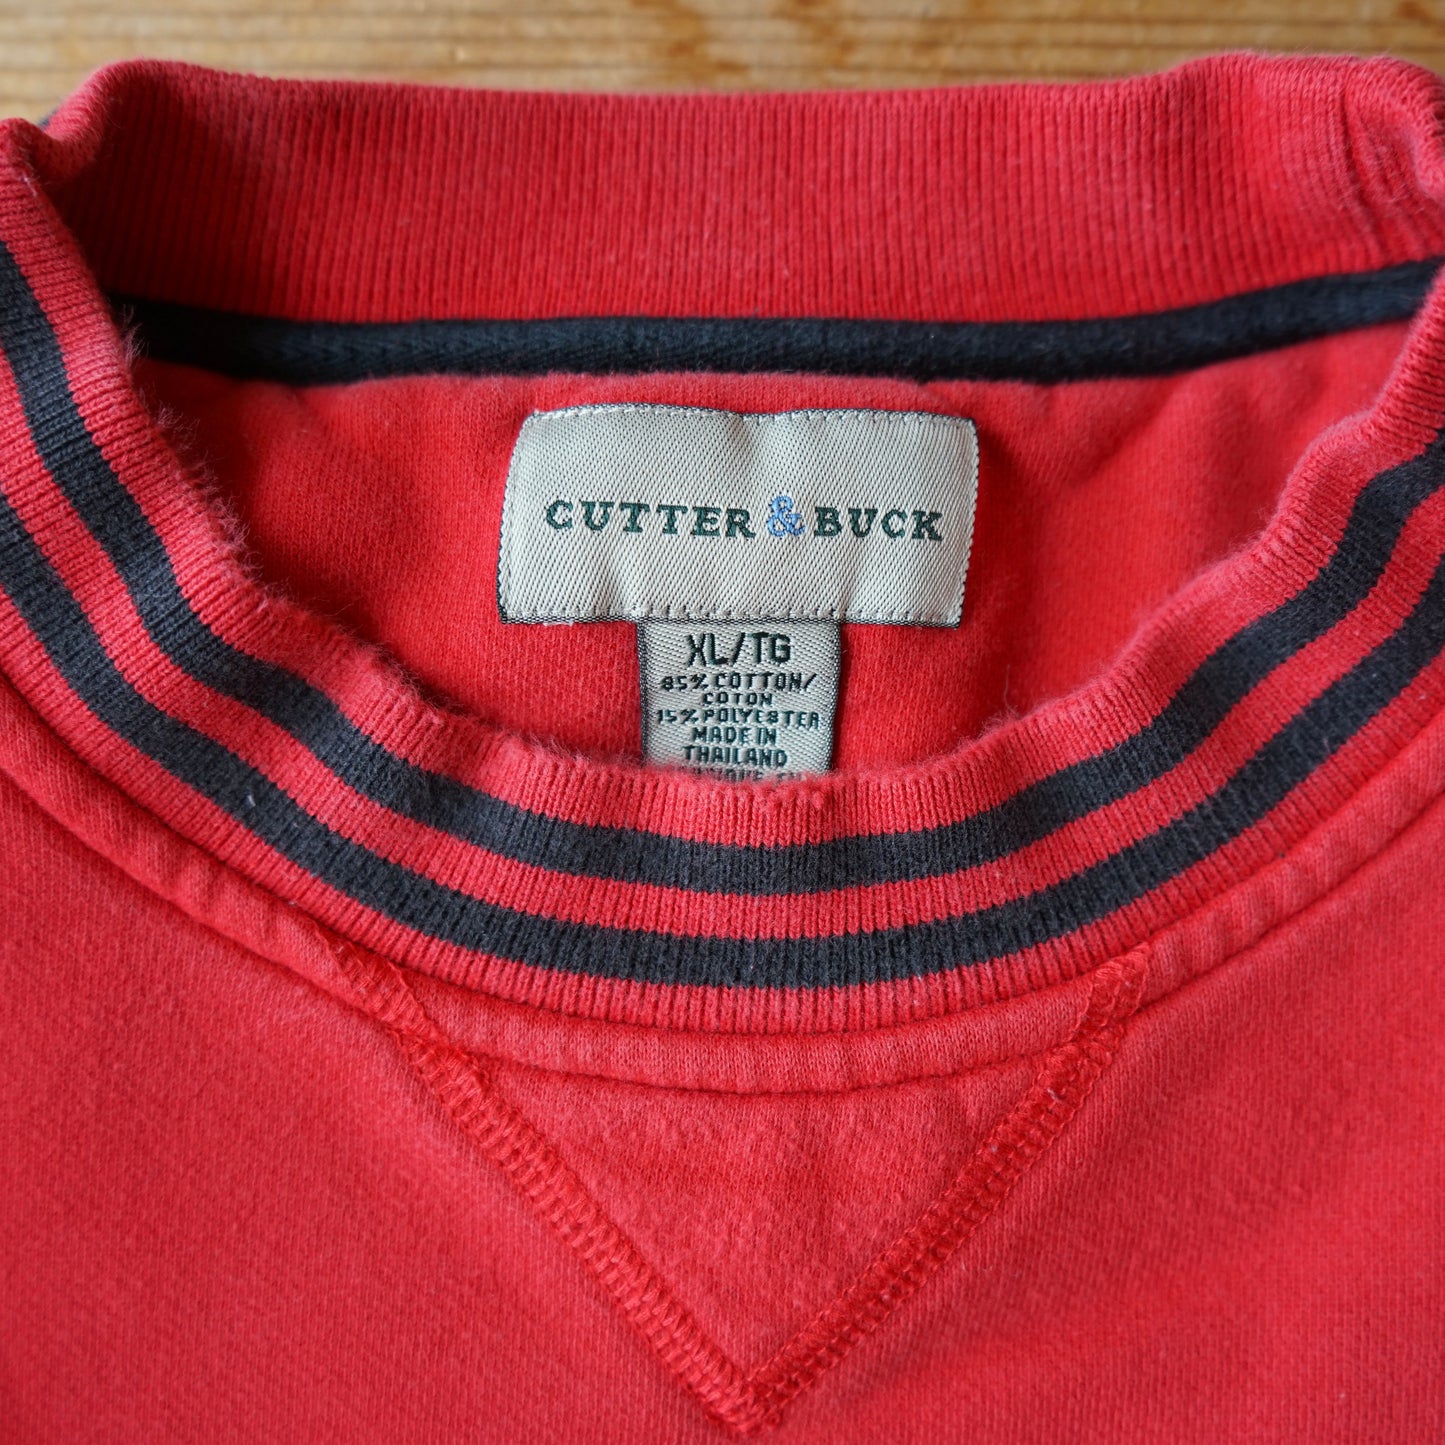 CUTTER & BUCK
XL/TG
85% COTTON/
COTON
15% POLYESTER
MADE IN
THAILAND